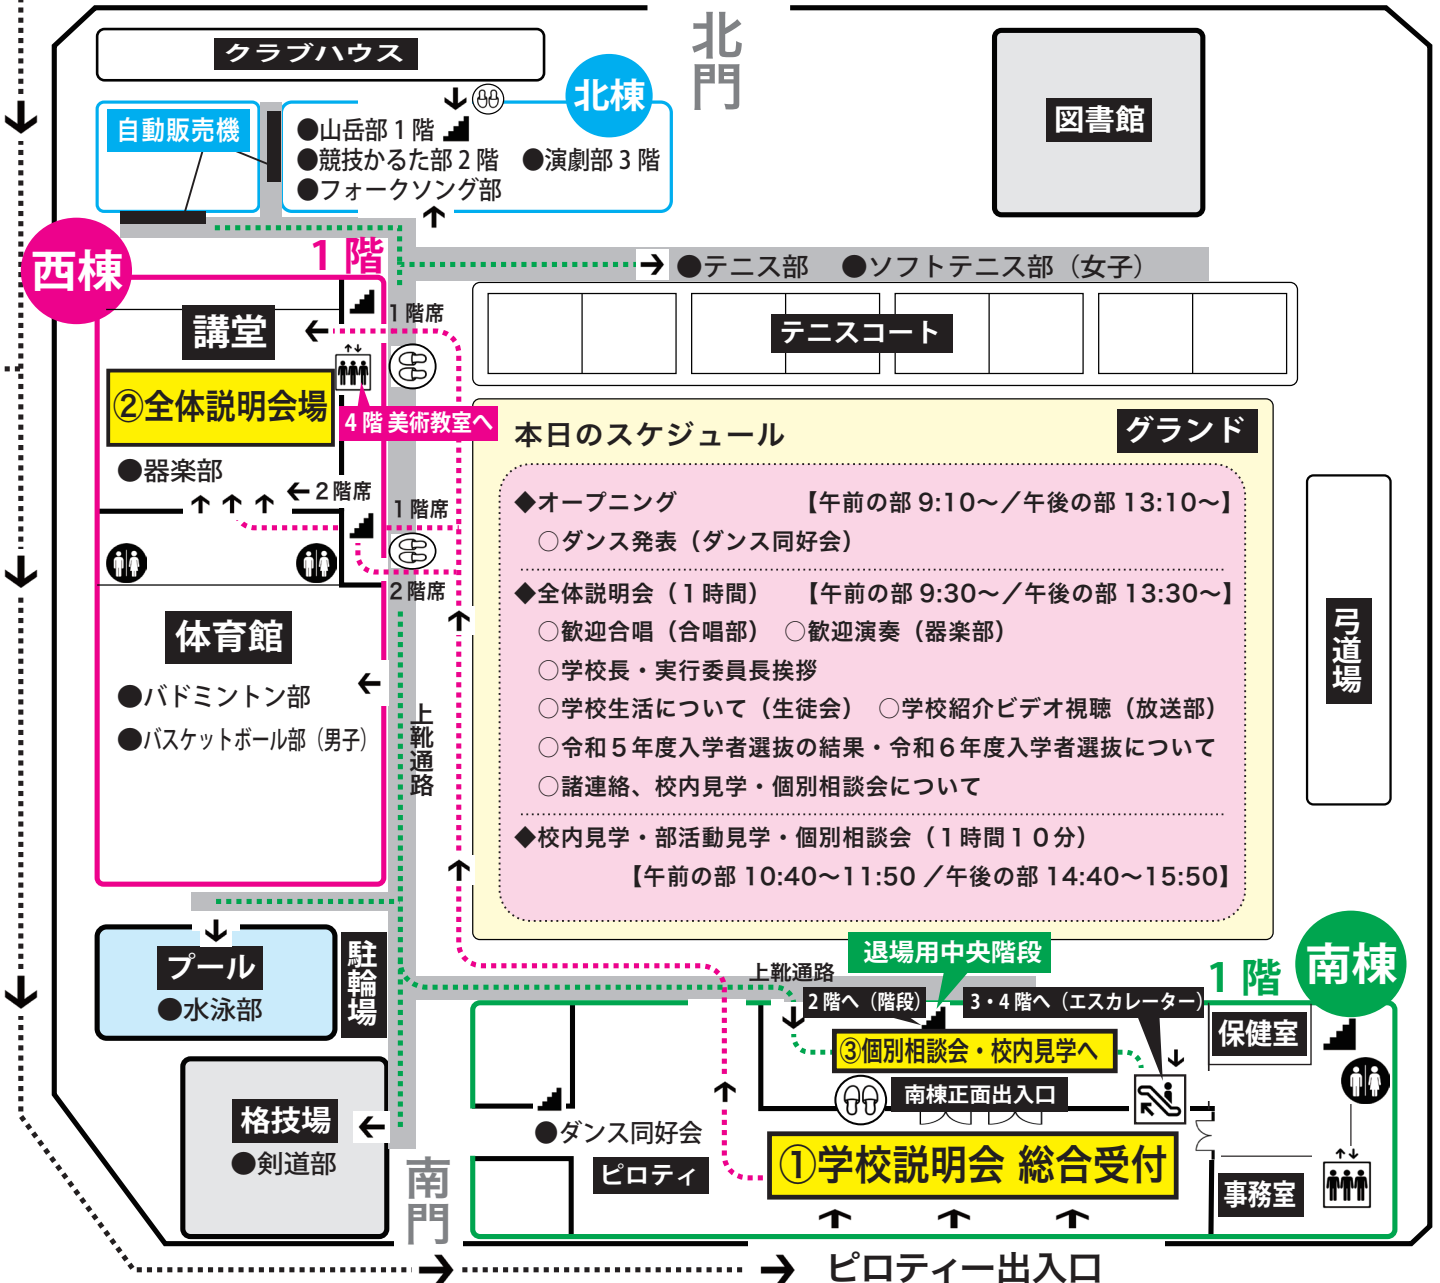 北門
クラブハウス
北棟
図書館
自動販売機
●山岳部1階
●競技かるた部2階 ●演劇部3階
●フォークソング部
西棟
1階
●テニス部 ●ソフトテニス部（女子）
1階席
講堂
テニスコート
②全体説明会場
4階 美術教室へ
●器楽部
2階席
1階席
2階席
体育館
●バドミントン部
●バスケットボール部（男子）
上靴通路
グランド
本日のスケジュール
◆オープニング 【午前の部 9:10～／午後の部 13:10～】
○ダンス発表（ダンス同好会）
◆全体説明会（1時間） 【午前の部 9:30～／午後の部 13:30～】
○歓迎合唱（合唱部） ○歓迎演奏（器楽部）
○学校長・実行委員長挨拶
○学校生活について（生徒会） ○学校紹介ビデオ視聴（放送部）
○令和5年度入学者選抜の結果・令和6年度入学者選抜について
○諸連絡、校内見学・個別相談会について
◆校内見学・部活動見学・個別相談会（1時間10分）
【午前の部 10:40～11:50 ／午後の部 14:40～15:50】
弓道場
プール
●水泳部
駐輪場
格技場
●剣道部
南門
退場用中央階段
上靴通路
1階
南棟
2階へ（階段）
3・4階へ（エスカレーター）
保健室
③個別相談会・校内見学へ
南棟正面出入口
●ダンス同好会
ピロティ
①学校説明会 総合受付
事務室
ピロティー出入口